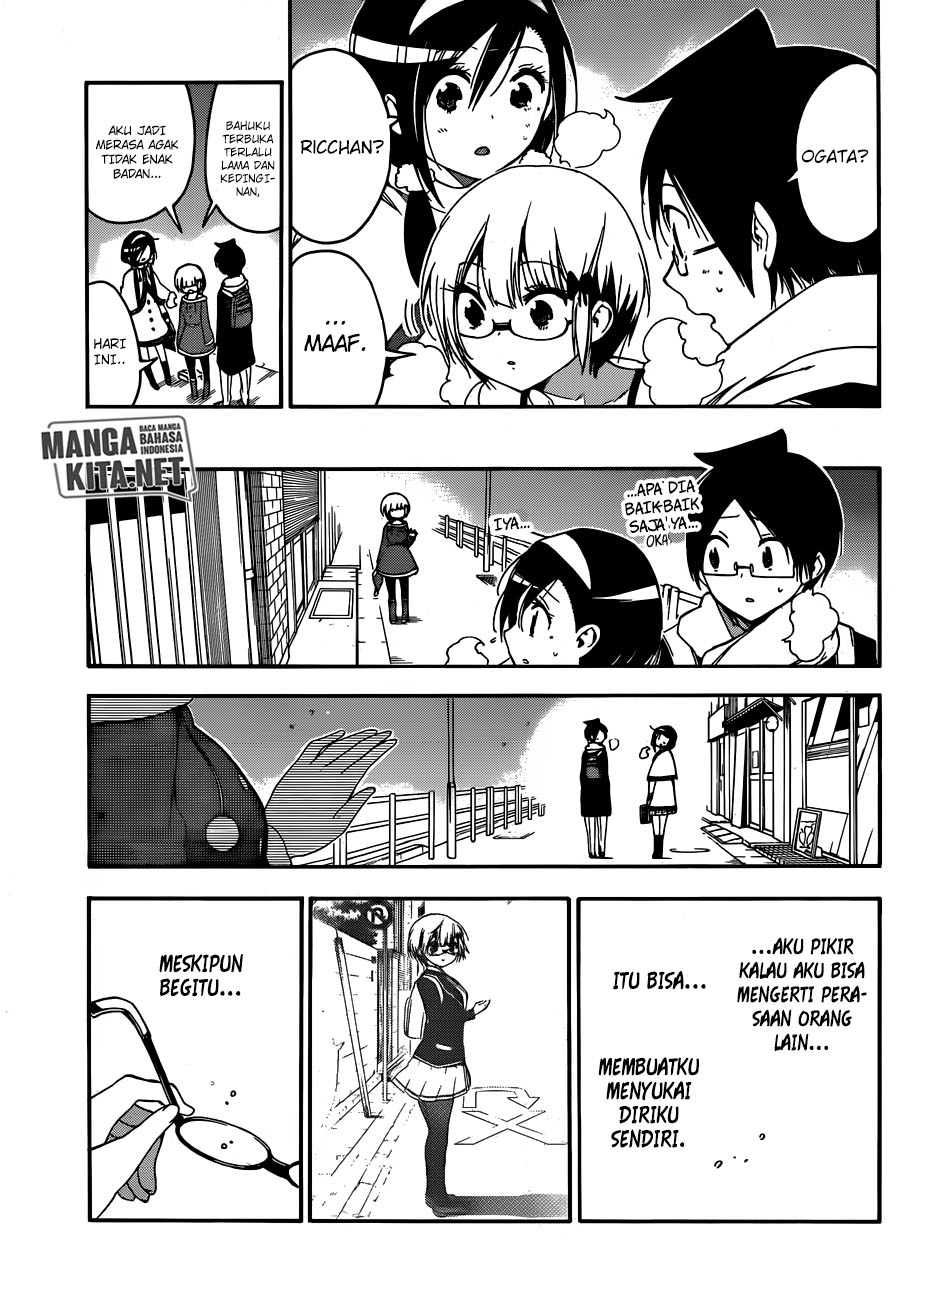 OGATA?
RICCHAN?
...
MAAF.
BAHUKU
TERBUKA
TERLALU
LAMA DAN
KEDINGI-
NAN,
AKU JADI
MERASA AGAK
TIDAK ENAK
BADAN...
HARI
INI..
MANGA
KITA.NET
BACA MANGA
BAHASA
INDONESIA
...APA DIA
BAIK-BAIK
SAJA YA...
OKA
IYA...
...AKU PIKIR
KALAU AKU BISA
MENGERTI PERA-
SAAN ORANG
LAIN...
ITU BISA...
MEMBUATKU
MENYUKAI
DIRIKU
SENDIRI.
MESKIPUN
BEGITU...